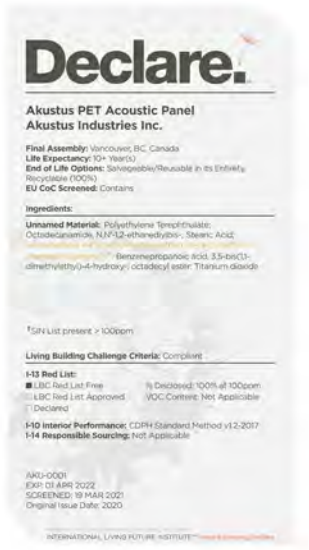 Declare.
Akustus PET Acoustic Panel
Akustus Industries Inc.
Final Assembly: Vancouver, BC, Canada
Life Expectancy: 10+ Year(s)
End of Life Options: Salvageable/Reusable in its Entirety,
Recyclable (100%)
EU CoC Screened: Contains
Ingredients:
Unnamed Material: Polyethylene Terephthalate;
Octadecanamide, N,N'-1,2-ethanediylbis-; Stearic Acid;
Benzenepropanoic acid, 3,5-bis(1,1-
dimethylethyl)-4-hydroxy-, octadecyl ester; Titanium dioxide
†SIN List present > 100ppm
Living Building Challenge Criteria: Compliant
I-13 Red List:
■ LBC Red List Free % Disclosed: 100% at 100ppm
□ LBC Red List Approved VOC Content: Not Applicable
□ Declared
I-10 Interior Performance: CDPH Standard Method v1.2-2017
I-14 Responsible Sourcing: Not Applicable
AKU-0001
EXP. 01 APR 2022
SCREENED: 19 MAR 2021
Original Issue Date: 2020
INTERNATIONAL LIVING FUTURE INSTITUTE™